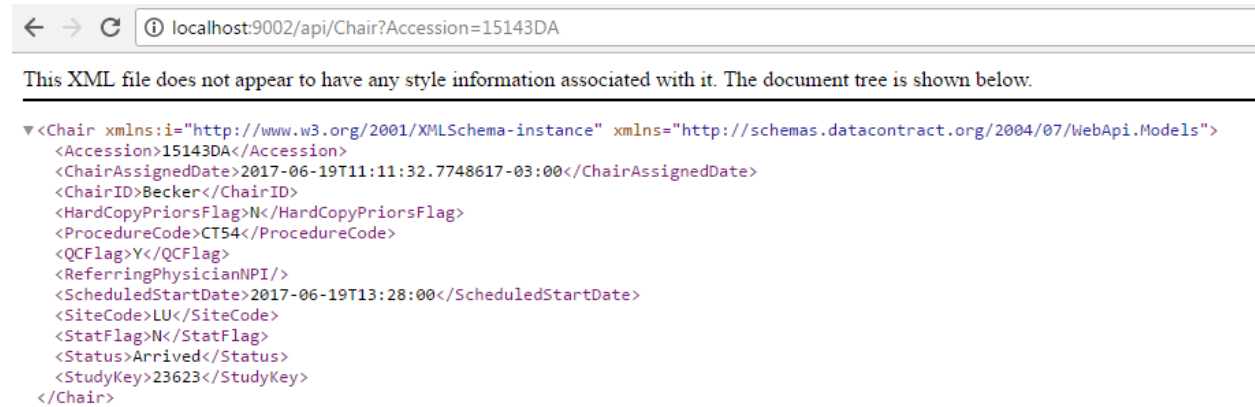 localhost:9002/api/Chair?Accession=15143DA
This XML file does not appear to have any style information associated with it. The document tree is shown below.
▼<Chair xmlns:i="http://www.w3.org/2001/XMLSchema-instance" xmlns="http://schemas.datacontract.org/2004/07/WebApi.Models">
<Accession>15143DA</Accession>
<ChairAssignedDate>2017-06-19T11:11:32.7748617-03:00</ChairAssignedDate>
<ChairID>Becker</ChairID>
<HardCopyPriorsFlag>N</HardCopyPriorsFlag>
<ProcedureCode>CT54</ProcedureCode>
<QCFlag>Y</QCFlag>
<ReferringPhysicianNPI/>
<ScheduledStartDate>2017-06-19T13:28:00</ScheduledStartDate>
<SiteCode>LU</SiteCode>
<StatFlag>N</StatFlag>
<Status>Arrived</Status>
<StudyKey>23623</StudyKey>
</Chair>